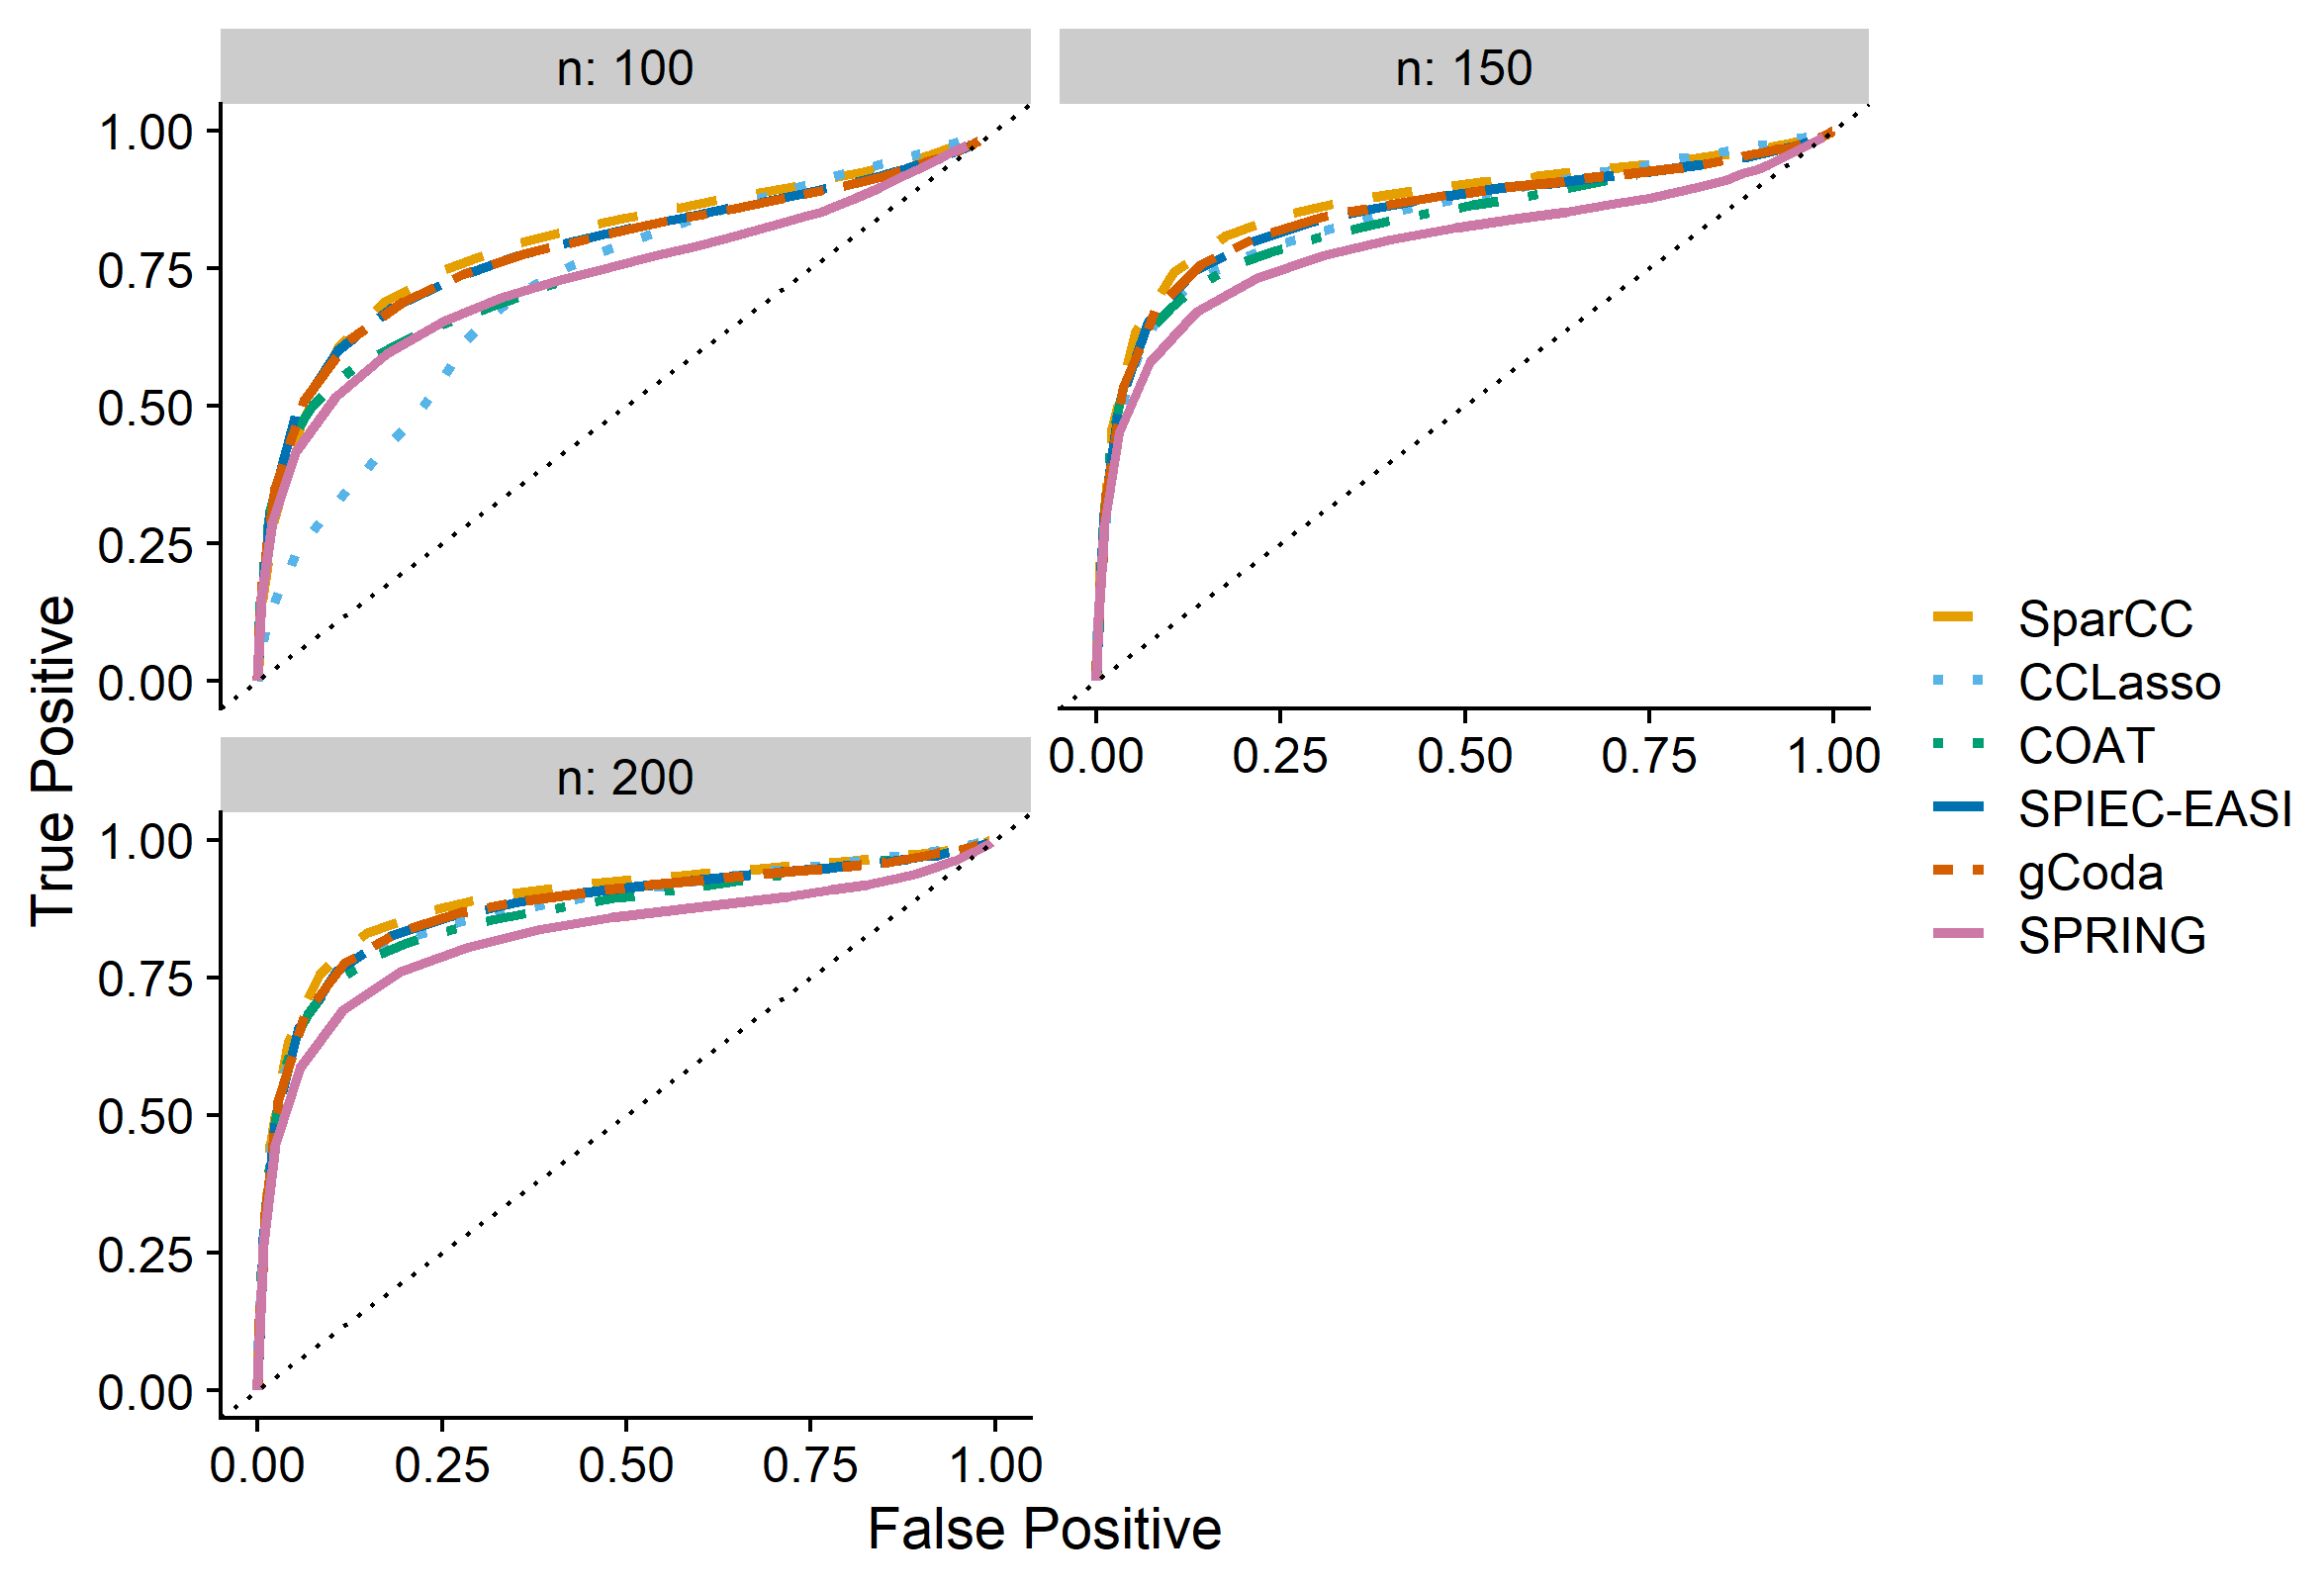 n: 100
n: 150
1.00
0.75
0.50
0.25
0.00
0.00 0.25 0.50 0.75 1.00
n: 200
1.00
0.75
0.50
0.25
0.00
0.00 0.25 0.50 0.75 1.00
True Positive
False Positive
SparCC
CCLasso
COAT
SPIEC-EASI
gCoda
SPRING